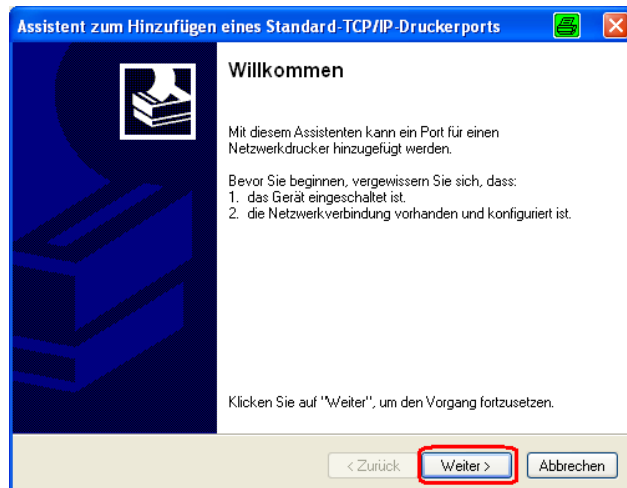 Assistent zum Hinzufügen eines Standard-TCP/IP-Druckerports
Willkommen
Mit diesem Assistenten kann ein Port für einen
Netzwerkdrucker hinzugefügt werden.
Bevor Sie beginnen, vergewissern Sie sich, dass:
1. das Gerät eingeschaltet ist.
2. die Netzwerkverbindung vorhanden und konfiguriert ist.
Klicken Sie auf "Weiter", um den Vorgang fortzusetzen.
< Zurück Weiter > Abbrechen